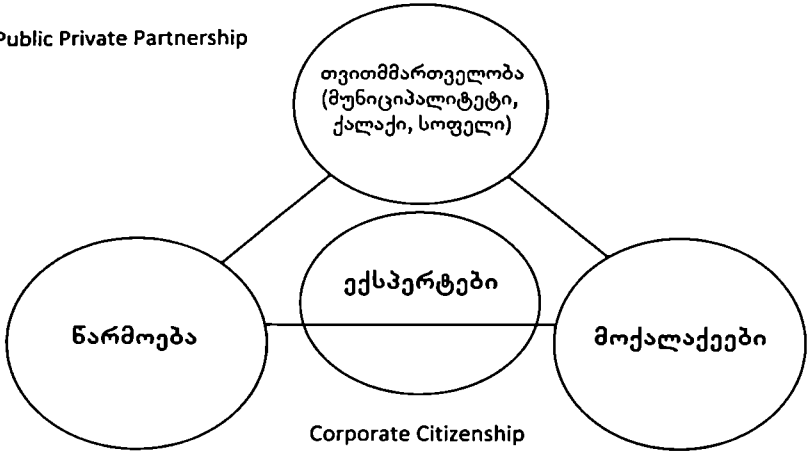 Public Private Partnership
თვითმმართველობა
(მუნიციპალიტეტი,
ქალაქი, სოფელი)
ექსპერტები
წარმოება
მოქალაქეები
Corporate Citizenship